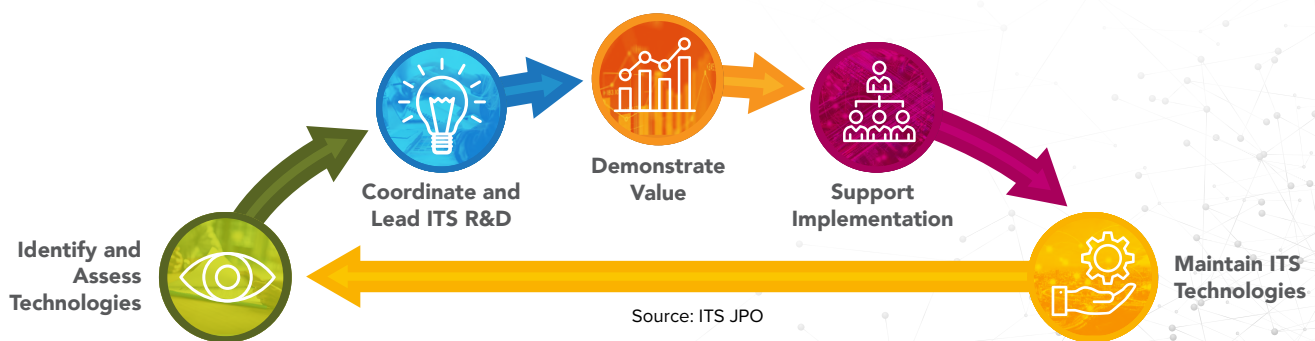 Identify and
Assess
Technologies
Coordinate and
Lead ITS R&D
Demonstrate
Value
Support
Implementation
Maintain ITS
Technologies
Source: ITS JPO